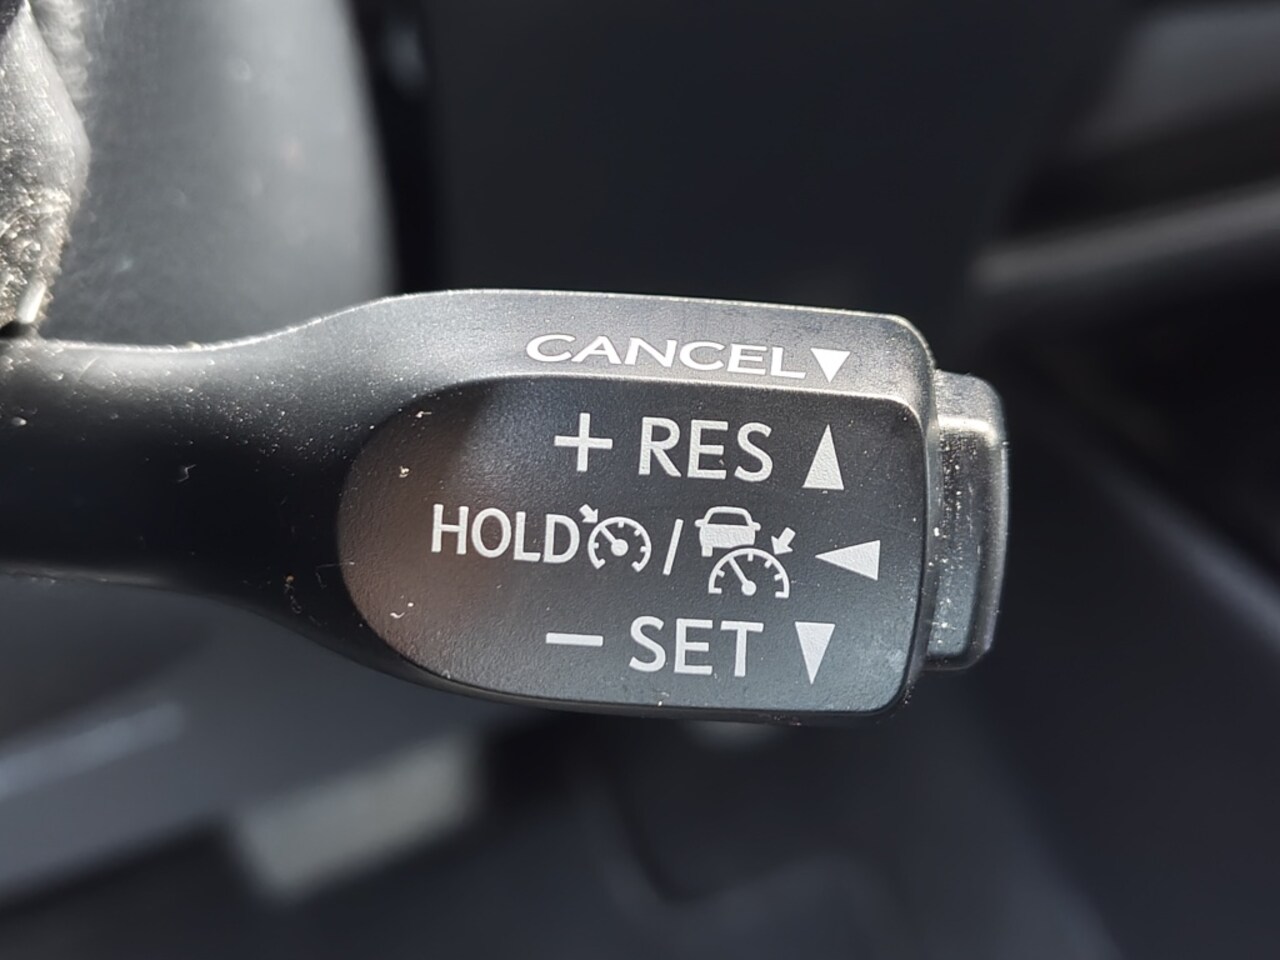 CANCEL▼
+ RES ▲
HOLD / ◀
− SET ▼